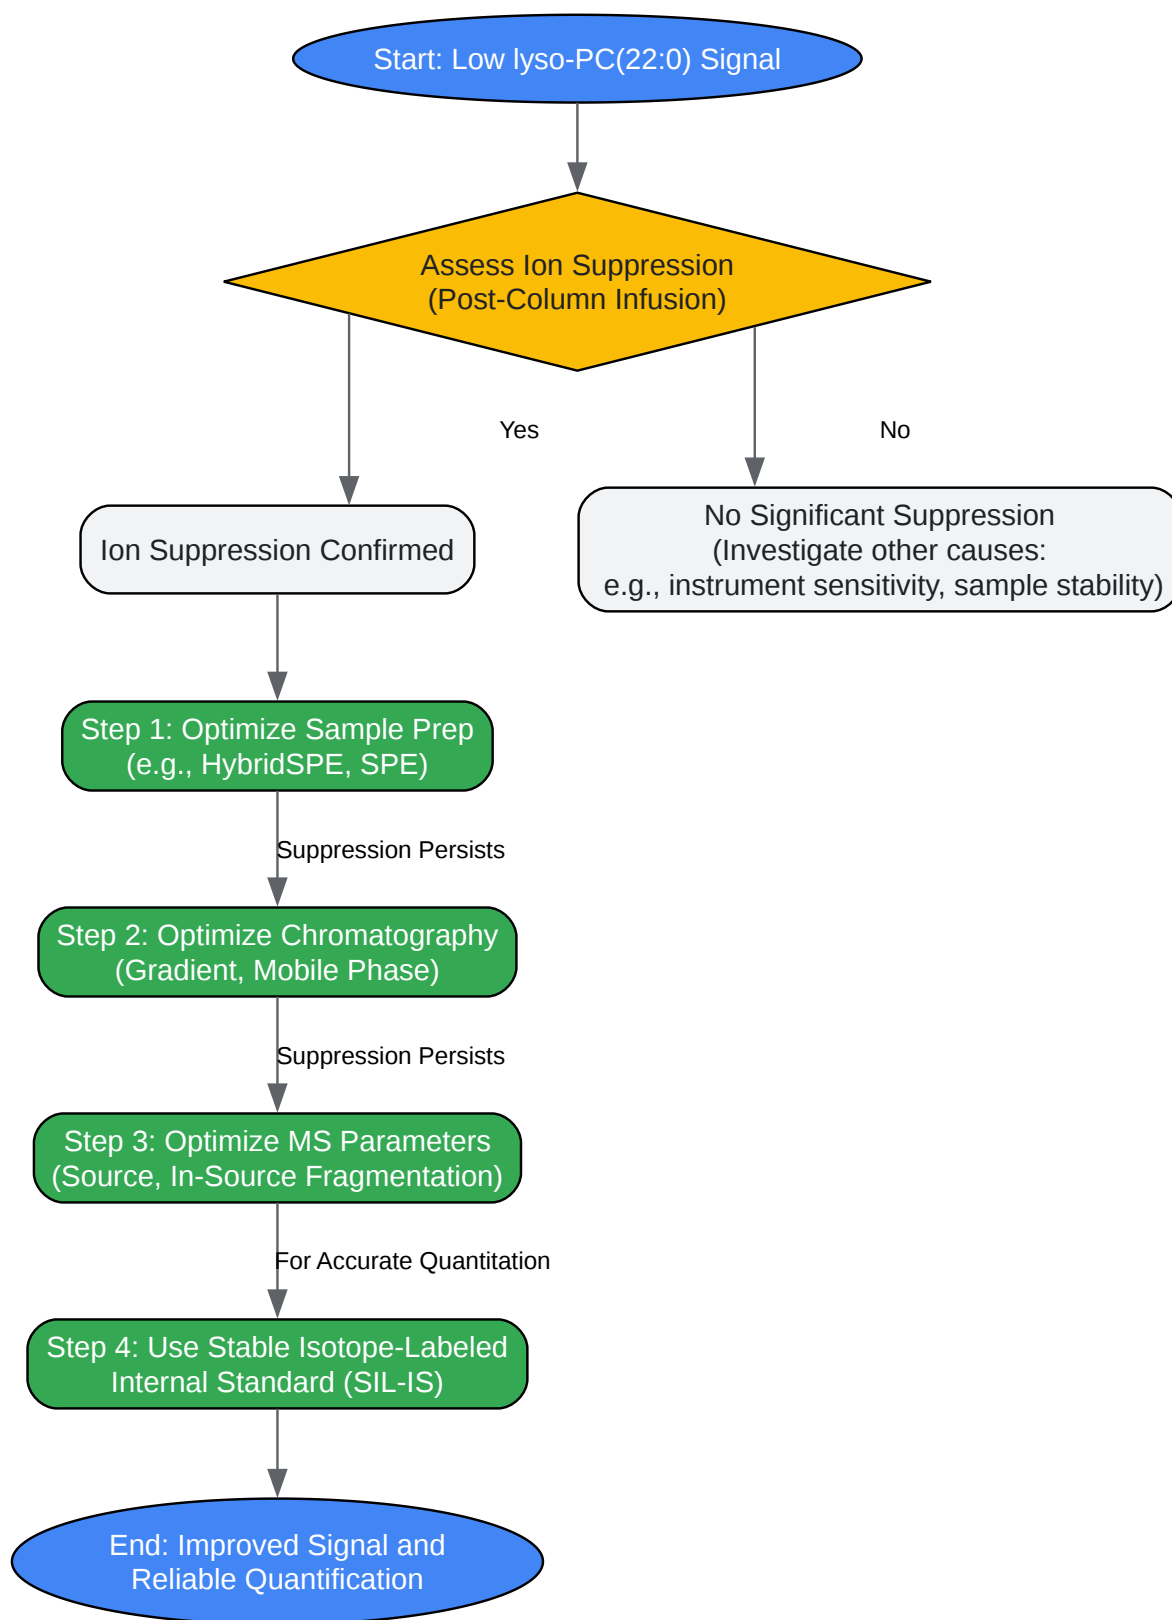 Start: Low lyso-PC(22:0) Signal
Assess Ion Suppression
(Post-Column Infusion)
Yes
No
Ion Suppression Confirmed
No Significant Suppression
(Investigate other causes:
e.g., instrument sensitivity, sample stability)
Step 1: Optimize Sample Prep
(e.g., HybridSPE, SPE)
Suppression Persists
Step 2: Optimize Chromatography
(Gradient, Mobile Phase)
Suppression Persists
Step 3: Optimize MS Parameters
(Source, In-Source Fragmentation)
For Accurate Quantitation
Step 4: Use Stable Isotope-Labeled
Internal Standard (SIL-IS)
End: Improved Signal and
Reliable Quantification